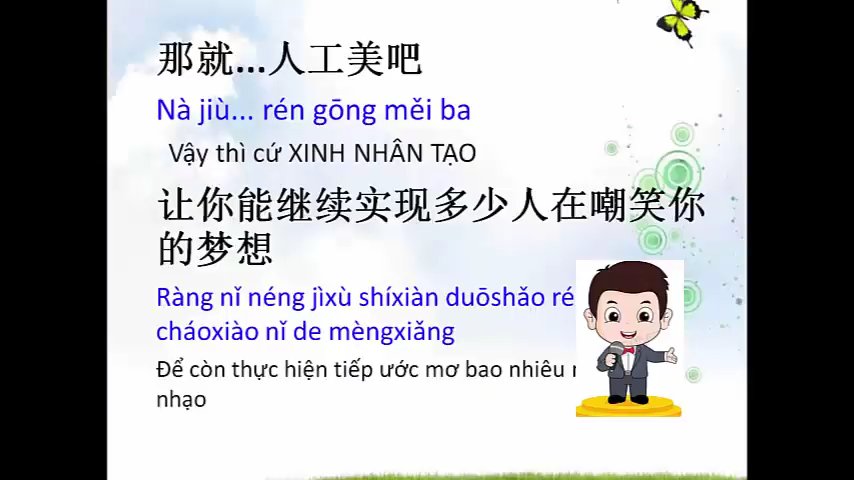 那就...人工美吧
Nà jiù... rén gōng měi ba
Vậy thì cứ XINH NHÂN TẠO
让你能继续实现多少人在嘲笑你
的梦想
Ràng nǐ néng jìxù shíxiàn duōshǎo
cháoxiào nǐ de mèngxiǎng
Để còn thực hiện tiếp ước mơ bao nhiêu
nhạo